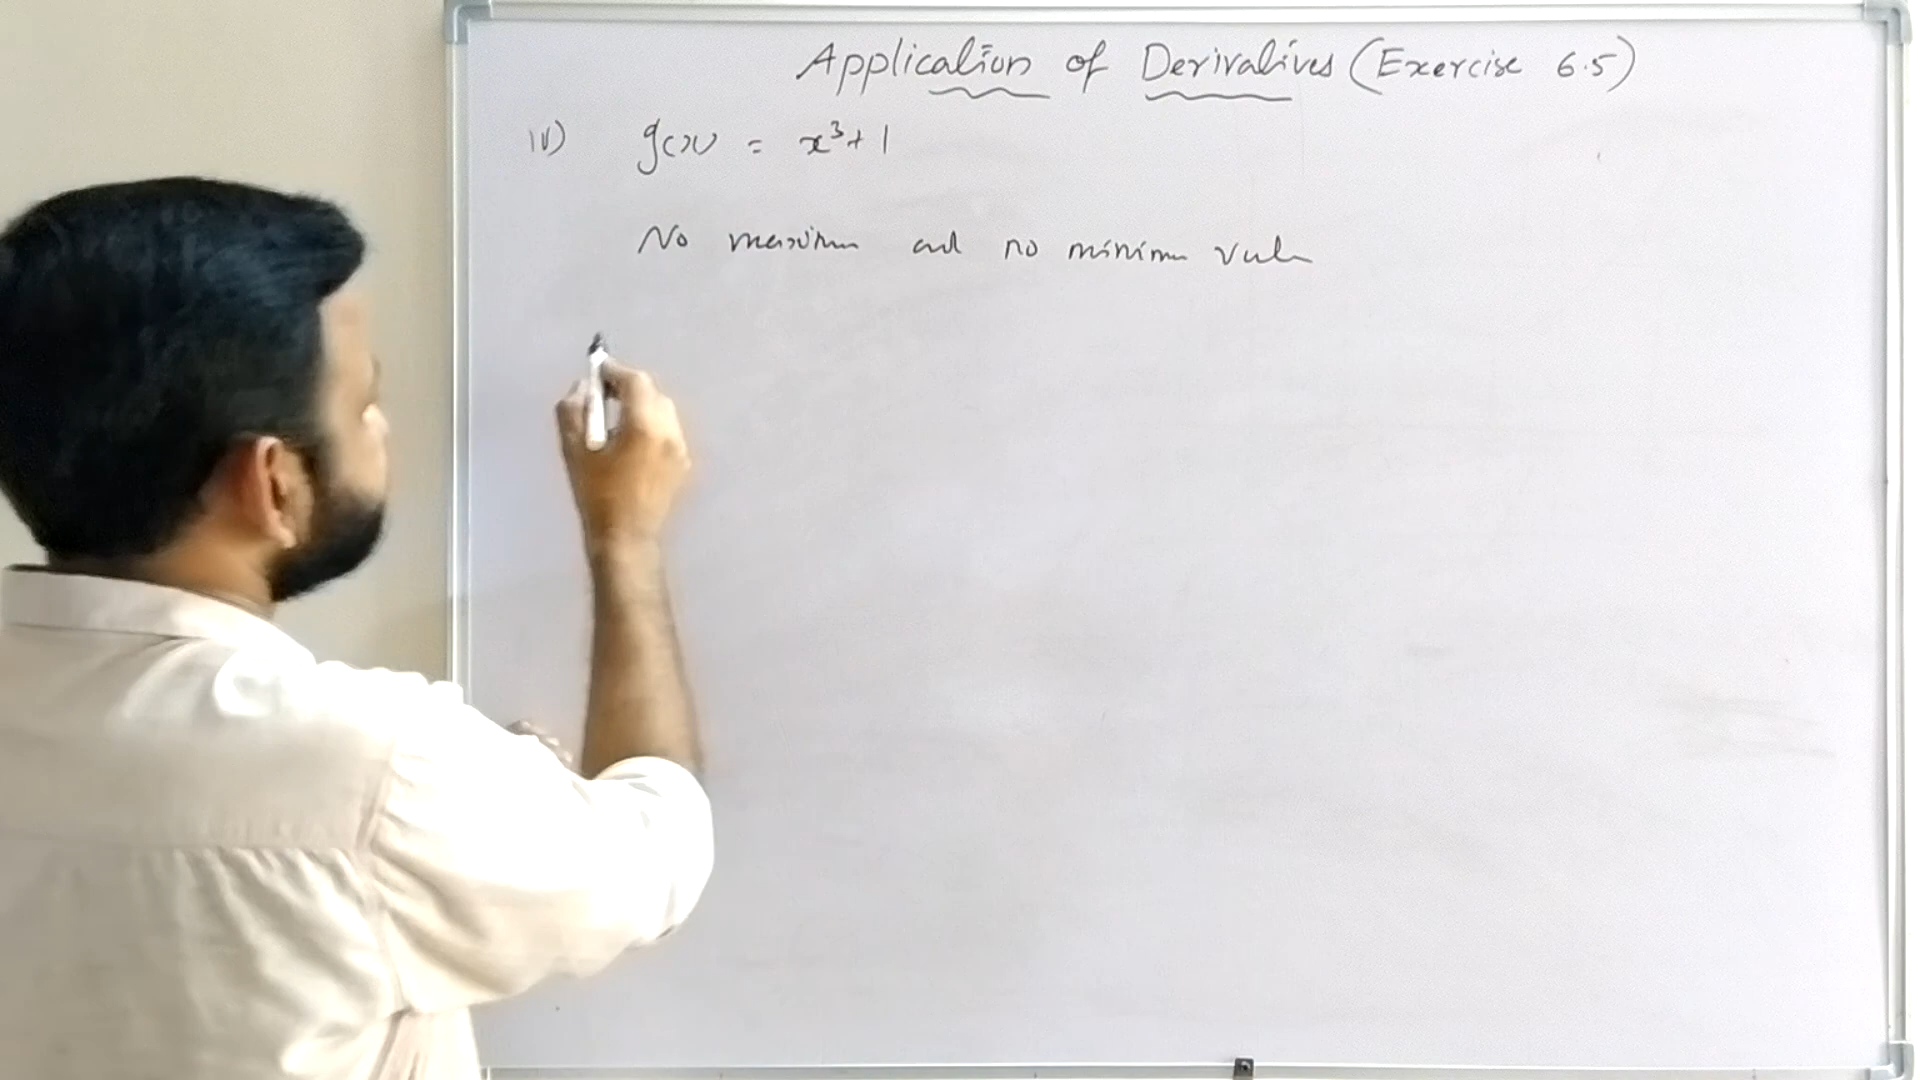 Application of Derivatives (Exercise 6.5)
iv) g(x) = x³ + 1
No maximum and no minimum value